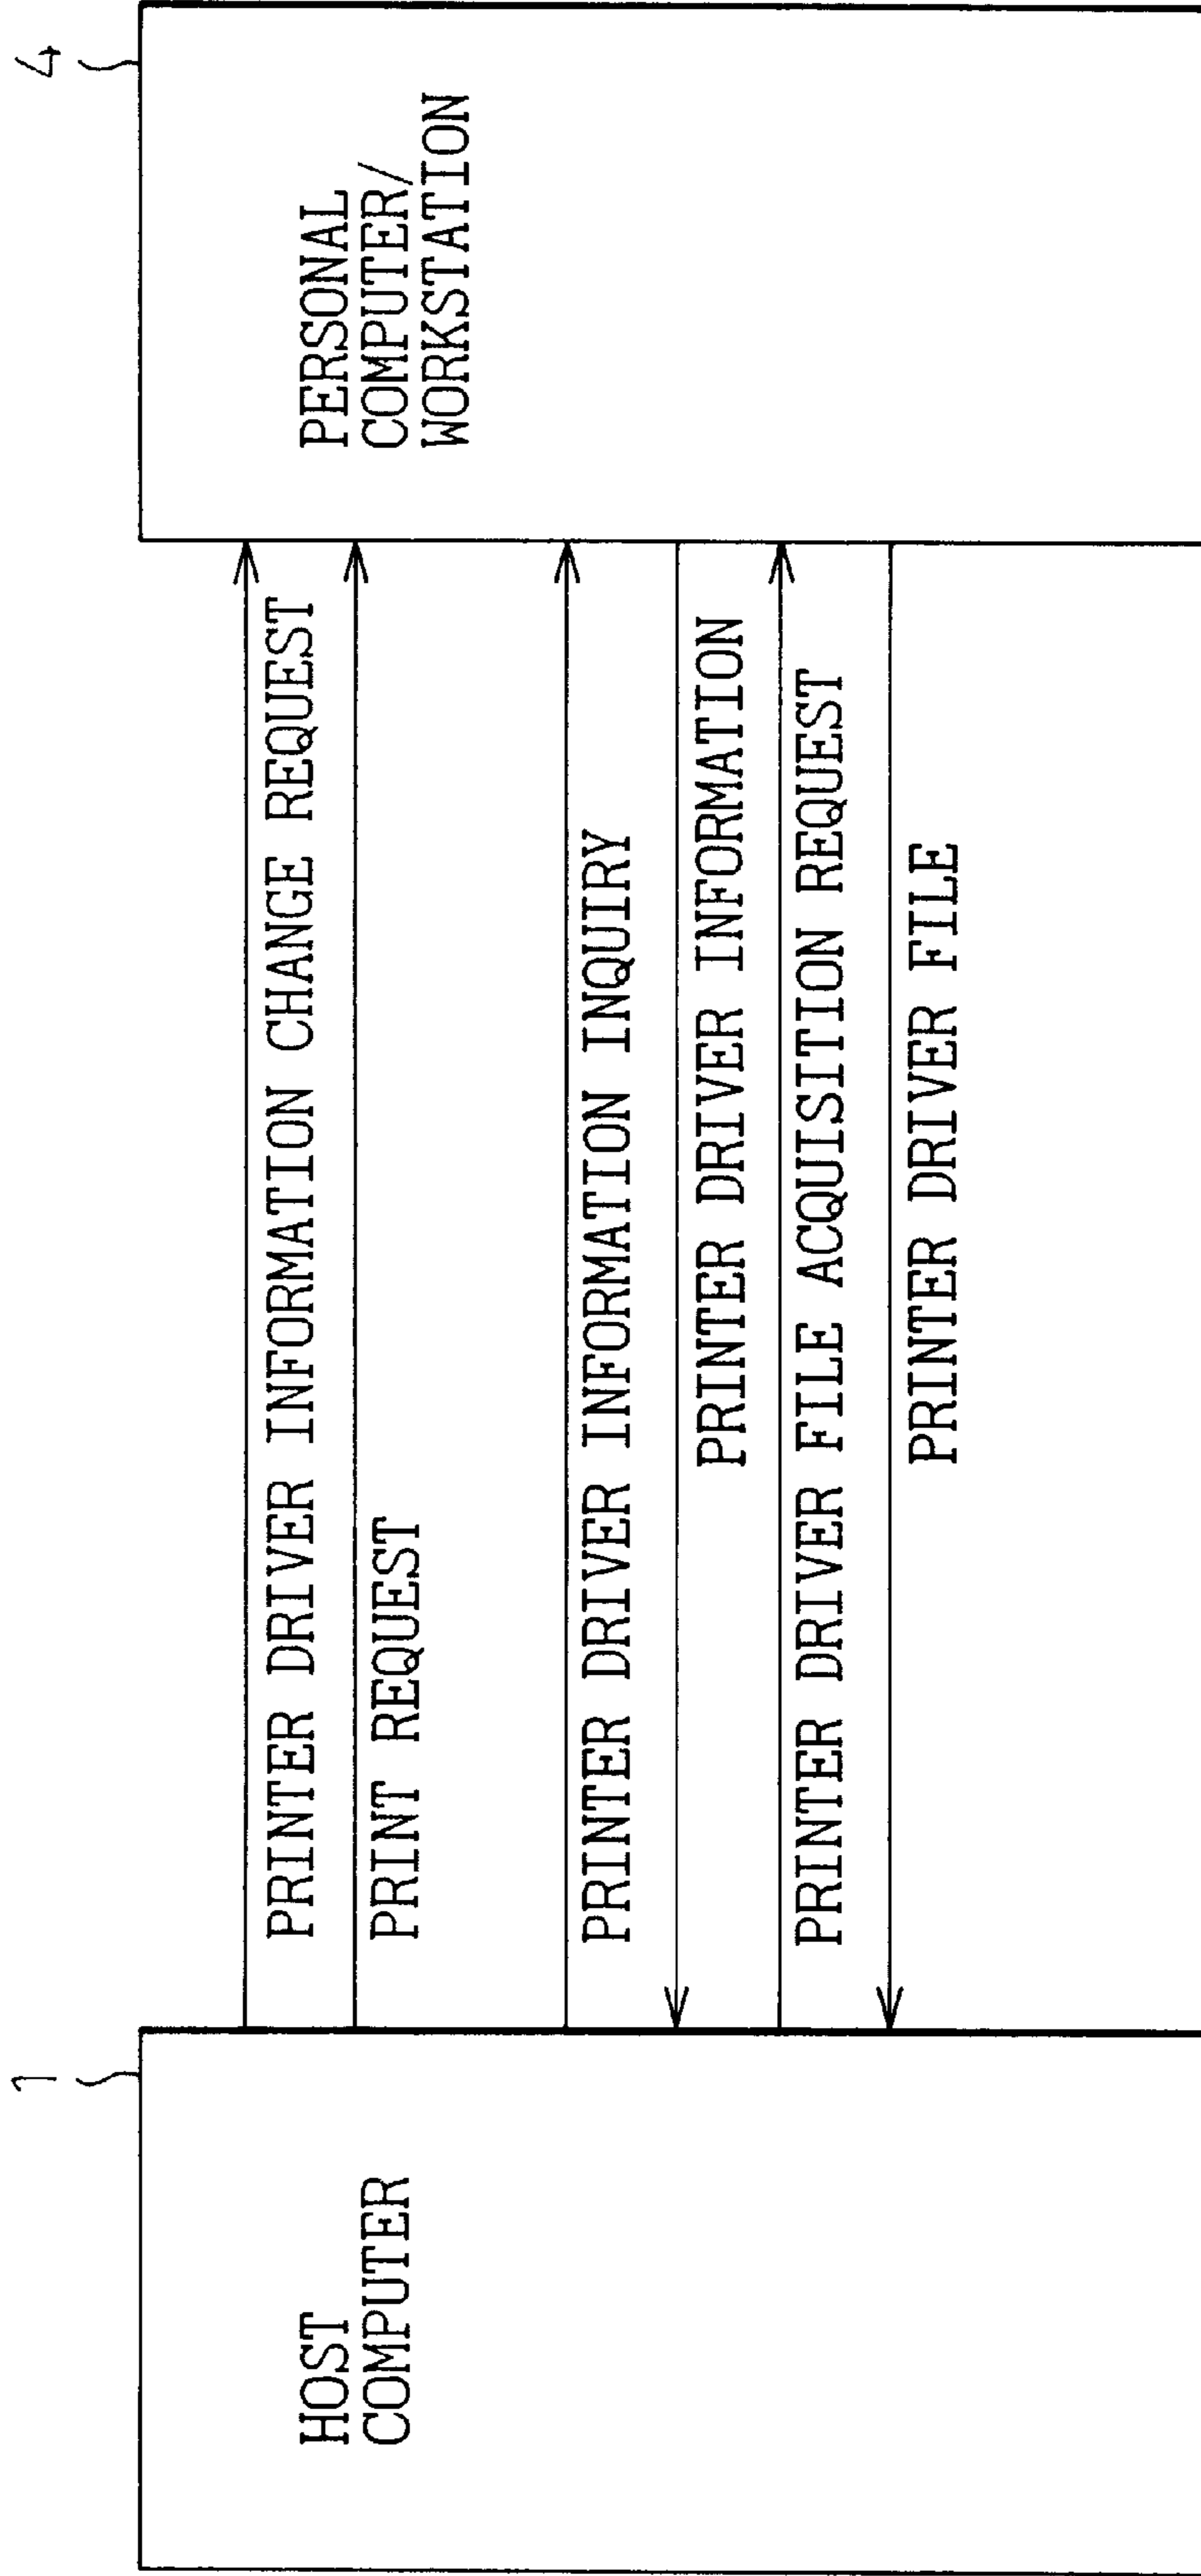 1
4
HOST
COMPUTER
PERSONAL
COMPUTER/
WORKSTATION
PRINTER DRIVER INFORMATION CHANGE REQUEST
PRINT REQUEST
PRINTER DRIVER INFORMATION INQUIRY
PRINTER DRIVER INFORMATION
PRINTER DRIVER FILE ACQUISITION REQUEST
PRINTER DRIVER FILE